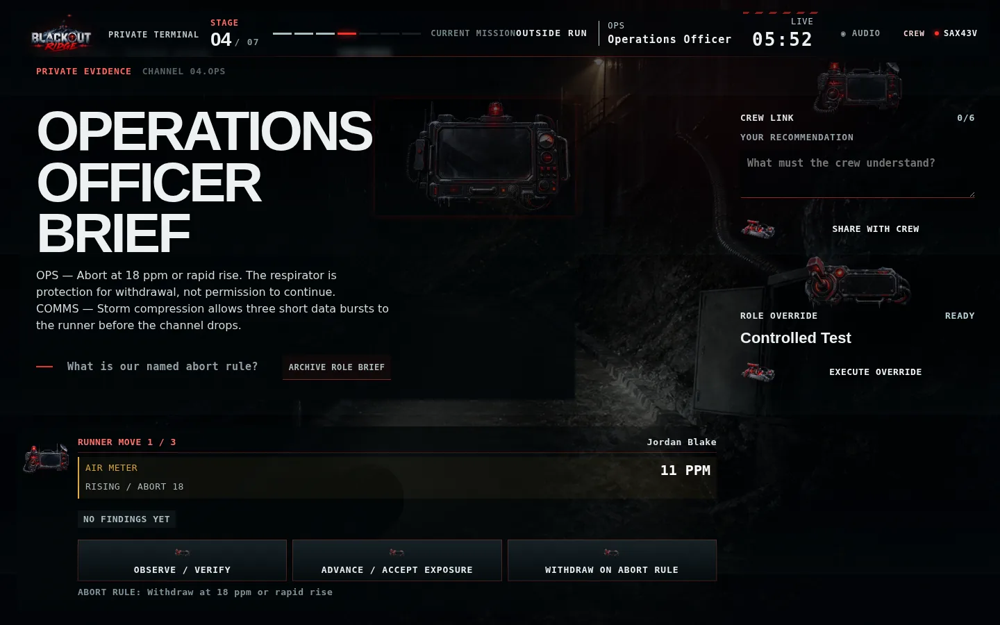 BLACKOUT
RIDGE
PRIVATE TERMINAL
STAGE
04 / 07
CURRENT MISSION OUTSIDE RUN
OPS
Operations Officer
LIVE
05:52
◉ AUDIO
CREW ● SAX43V
PRIVATE EVIDENCE CHANNEL 04.OPS
OPERATIONS
OFFICER
BRIEF
OPS — Abort at 18 ppm or rapid rise. The respirator is
protection for withdrawal, not permission to continue.
COMMS — Storm compression allows three short data bursts to
the runner before the channel drops.
What is our named abort rule?
ARCHIVE ROLE BRIEF
CREW LINK 0/6
YOUR RECOMMENDATION
What must the crew understand?
SHARE WITH CREW
ROLE OVERRIDE READY
Controlled Test
EXECUTE OVERRIDE
RUNNER MOVE 1 / 3 Jordan Blake
AIR METER 11 PPM
RISING / ABORT 18
NO FINDINGS YET
OBSERVE / VERIFY
ADVANCE / ACCEPT EXPOSURE
WITHDRAW ON ABORT RULE
ABORT RULE: Withdraw at 18 ppm or rapid rise